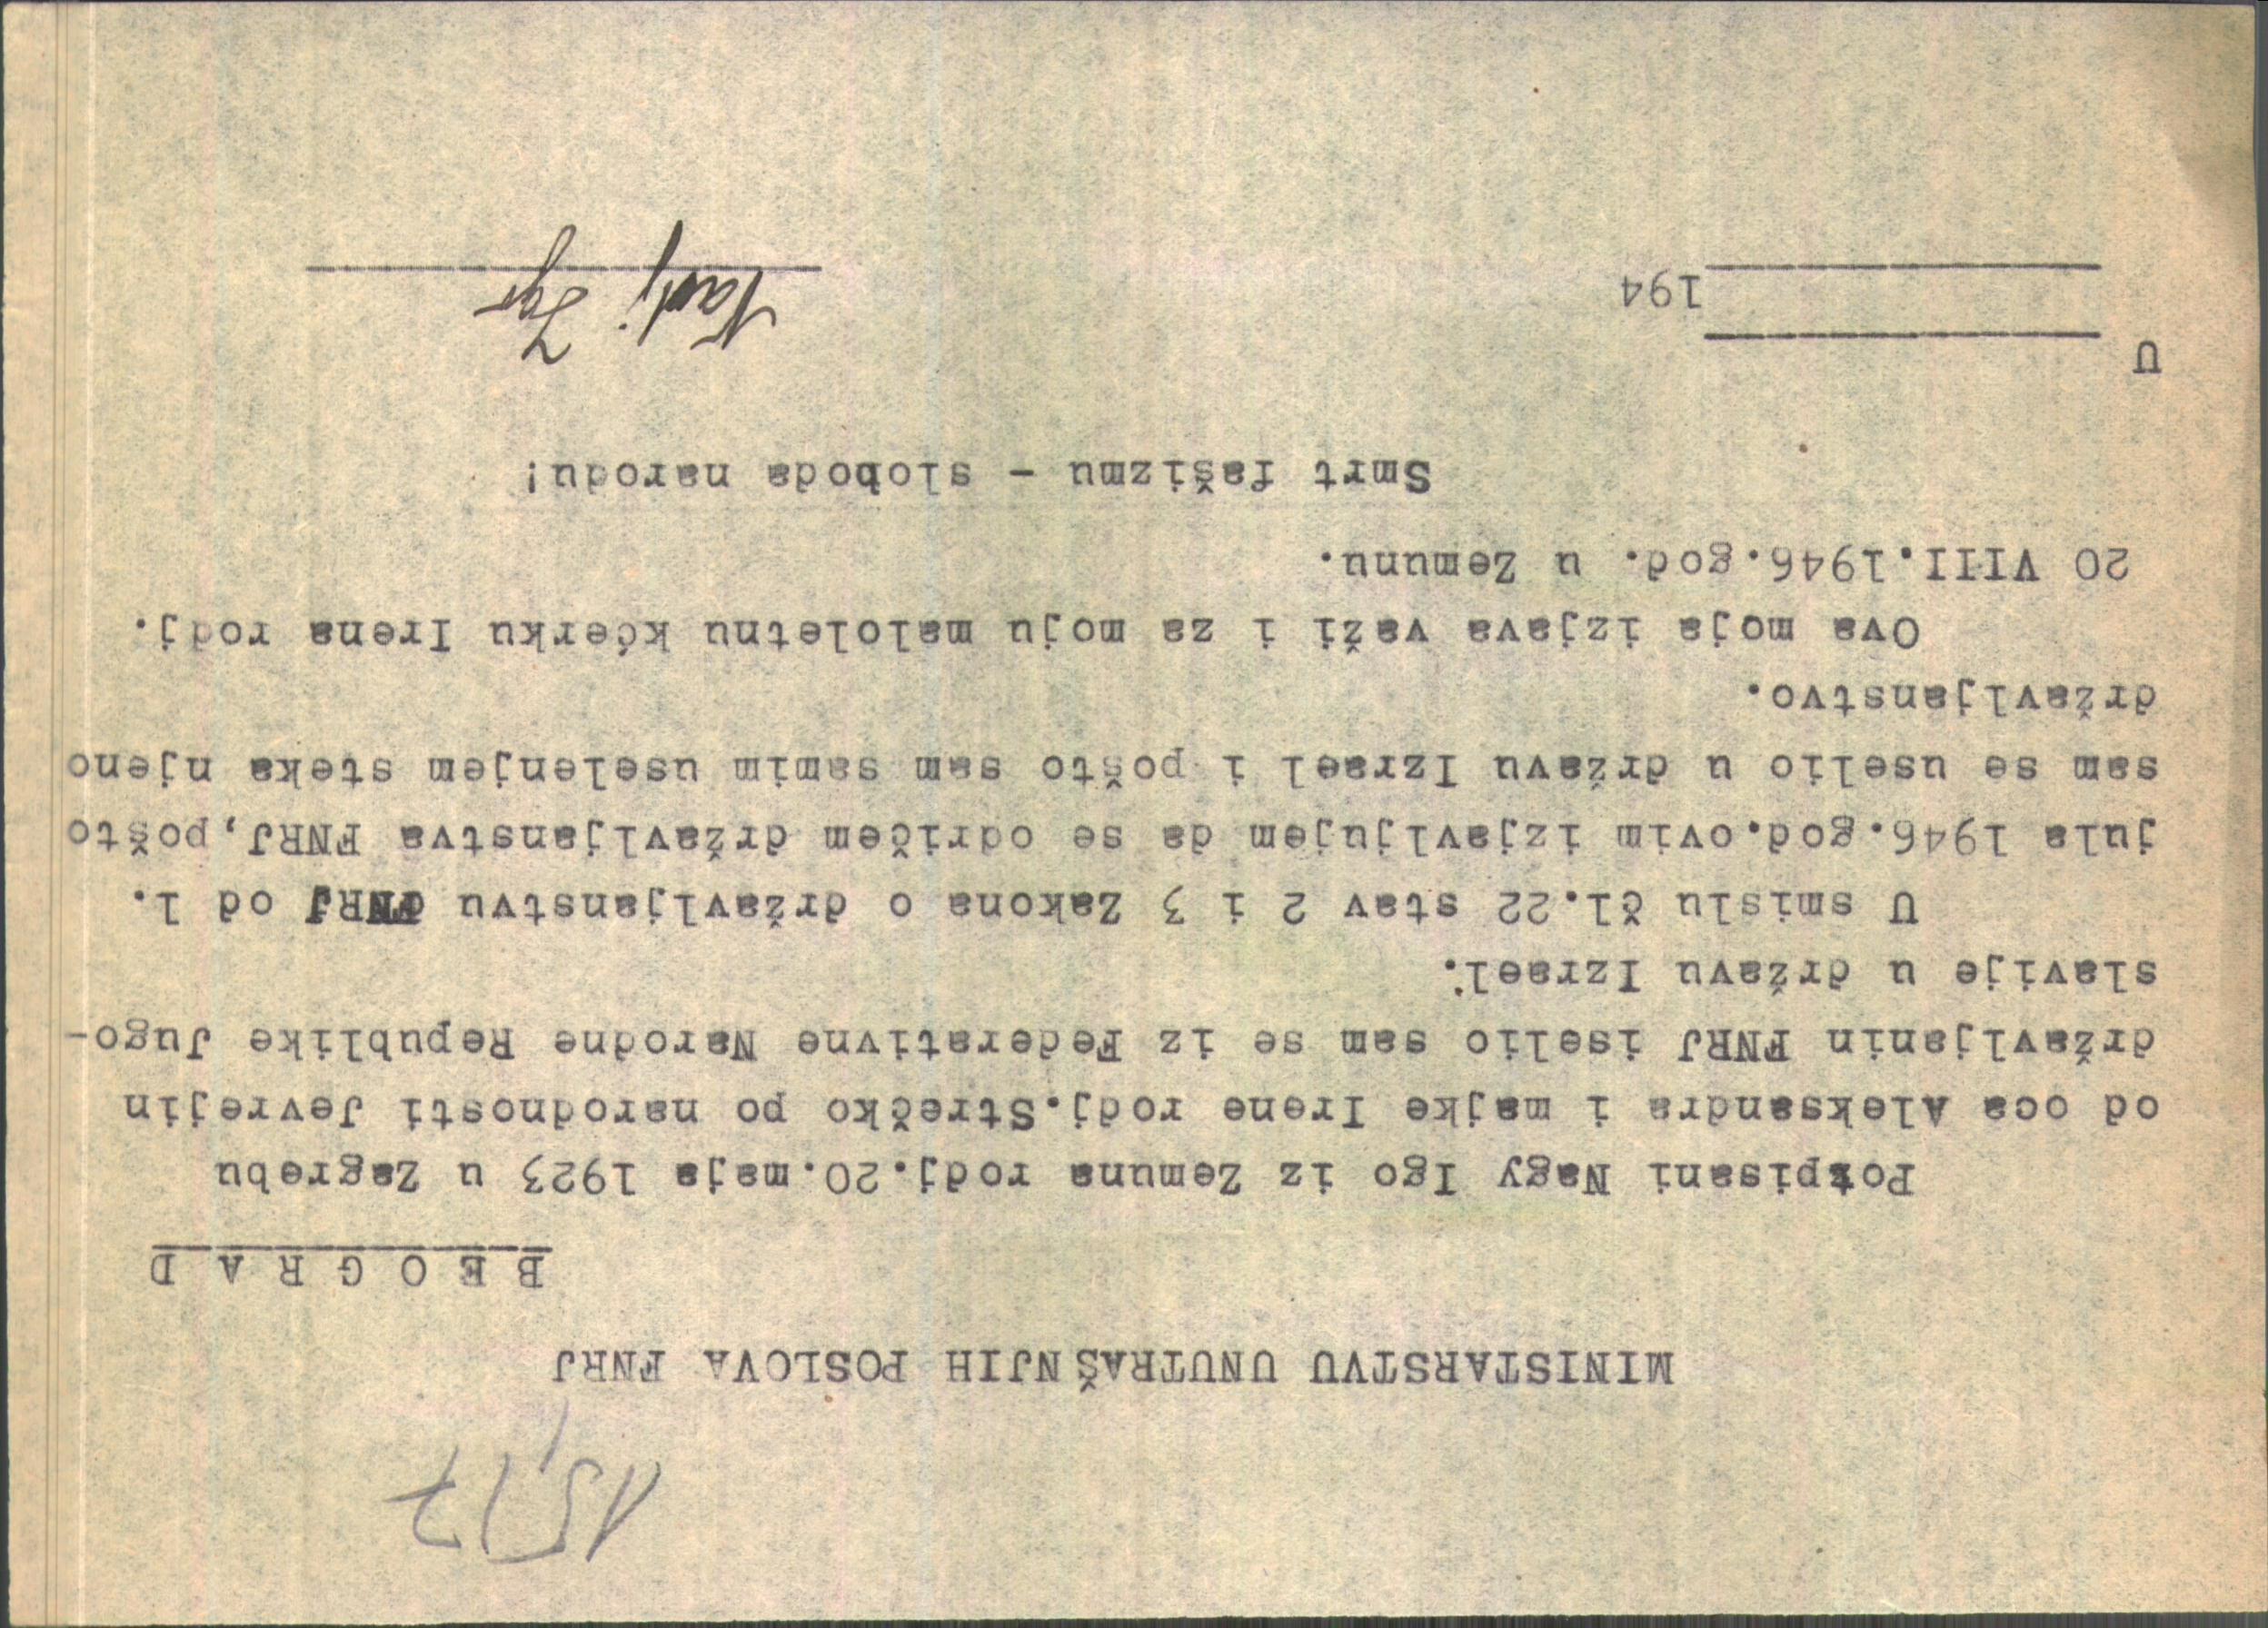 1517
MINISTARSTVU UNUTRAŠNJIH POSLOVA FNRJ
B E O G R A D
Potpisani Nagy Igo iz Zemuna rodj.20.maja 1923 u Zagrebu
od oca Aleksandra i majke Irene rodj.Strečko po narodnosti Jevrejin
državljanin FNRJ iselio sam se iz Federativne Narodne Republike Jugo-
slavije u državu Izrael.
U smislu čl.22 stav 2 i 3 Zakona o državljanstvu FNRJ od 1.
jula 1946.god.ovim izjavljujem da se odričem državljanstva FNRJ,pošto
sam se uselio u državu Izrael i pošto sam samim uselenjem steka njeno
državljanstvo.
Ova moja izjava važi i za moju maloletnu kćerku Irena rodj.
20 VIII.1946.god. u Zemunu.
Smrt fašizmu - sloboda narodu!
U
194
Nadj Igo